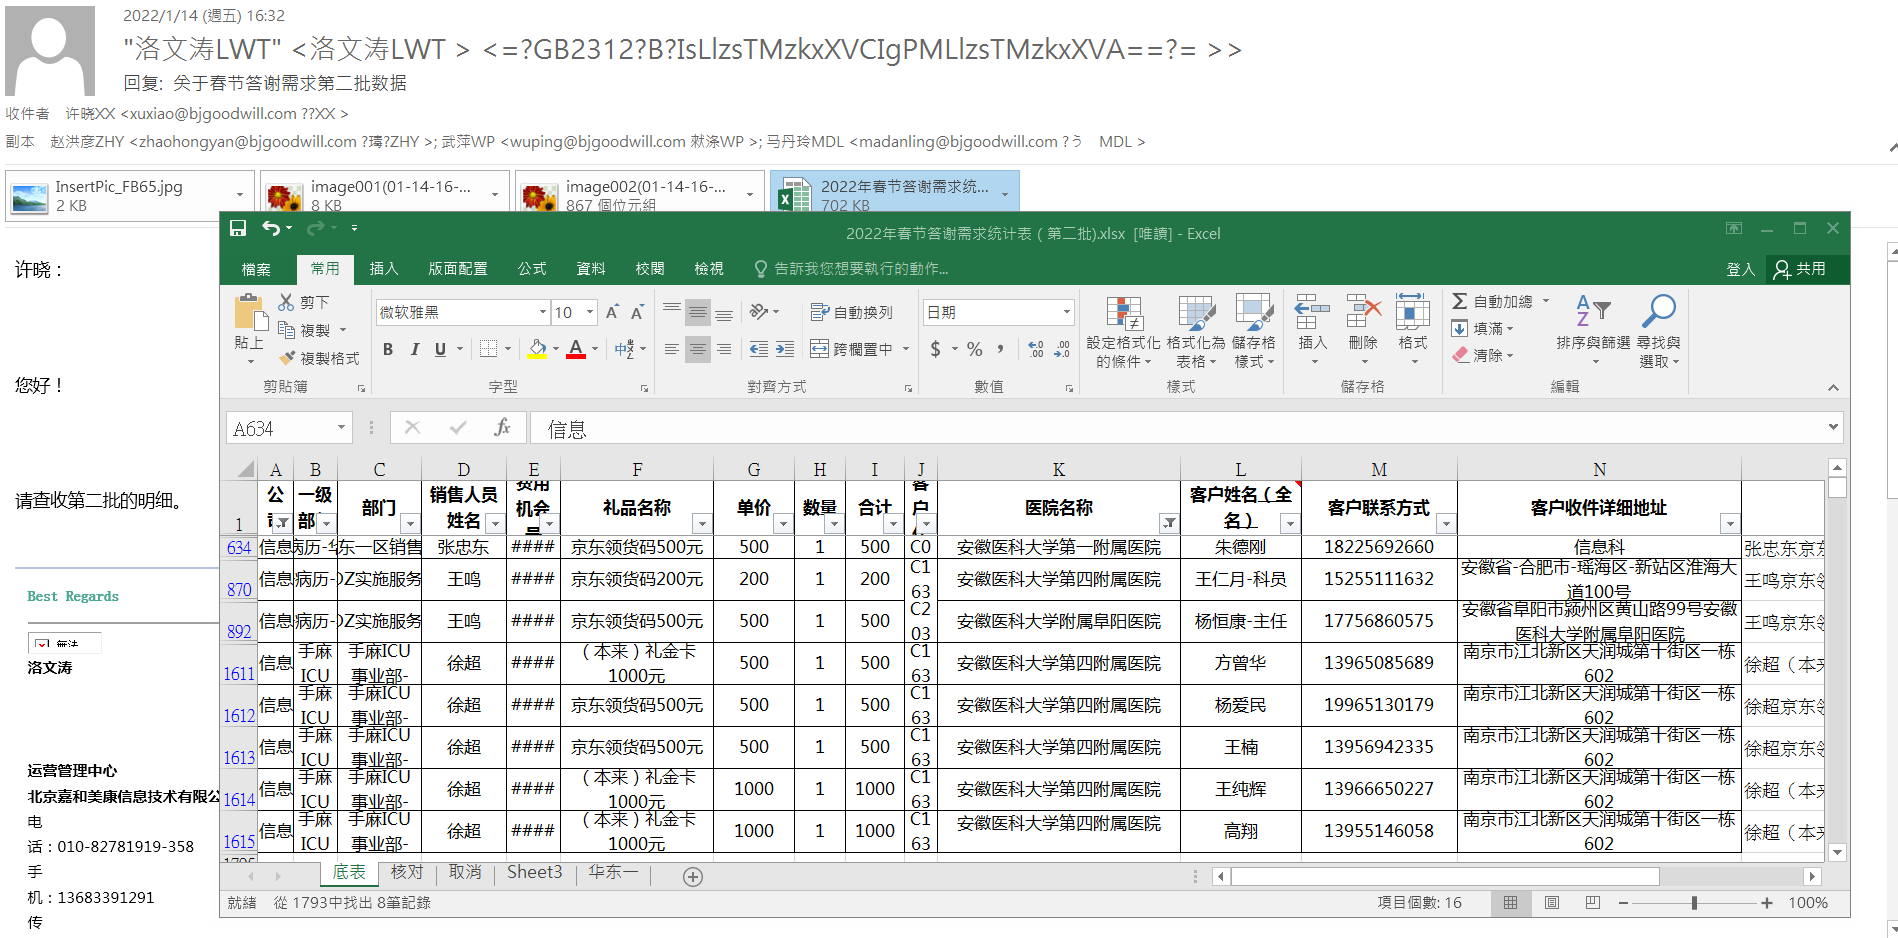 2022/1/14 (週五) 16:32
"洛文涛LWT" <洛文涛LWT > <=?GB2312?B?IsLlzsTMzkxXVCIgPMLlzsTMzkxXVA==?= >>
回复: 关于春节答谢需求第二批数据
收件者 许晓XX <xuxiao@bjgoodwill.com ??XX >
副本 赵洪彦ZHY <zhaohongyan@bjgoodwill.com ?璹?ZHY >; 武萍WP <wuping@bjgoodwill.com 欶涤WP >; 马丹玲MDL <madanling@bjgoodwill.com ?う MDL >
InsertPic_FB65.jpg
2 KB
image001(01-14-16-...
8 KB
image002(01-14-16-...
867 個位元組
2022年春节答谢需求统...
702 KB
许晓：
您好！
请查收第二批的明细。
Best Regards
無法
洛文涛
运营管理中心
北京嘉和美康信息技术有限公
电
话：010-82781919-358
手
机：13683391291
传
2022年春节答谢需求统计表（第二批).xlsx [唯讀] - Excel
檔案 常用 插入 版面配置 公式 資料 校閱 檢視 告訴我您想要執行的動作... 登入 共用
貼上 剪下 複製 複製格式 剪貼簿
微软雅黑 10 B I U A 中 字型
自動換列 跨欄置中 對齊方式
日期 $ % , 數值
設定格式化的條件 格式化為表格 儲存格樣式 樣式
插入 刪除 格式 儲存格
自動加總 填滿 清除 排序與篩選 尋找與選取 編輯
A634 fx 信息
A B C D E F G H I J K L M N
1 公司 一级部 部门 销售人员姓名 费用机会 礼品名称 单价 数量 合计 客户 医院名称 客户姓名（全名） 客户联系方式 客户收件详细地址
634 信息 病历-华 东一区销售 张忠东 #### 京东领货码500元 500 1 500 C0 安徽医科大学第一附属医院 朱德刚 18225692660 信息科 张忠东京东
870 信息 病历- OZ实施服务 王鸣 #### 京东领货码200元 200 1 200 C163 安徽医科大学第四附属医院 王仁月-科员 15255111632 安徽省-合肥市-瑶海区-新站区淮海大道100号 王鸣京东领
892 信息 病历- OZ实施服务 王鸣 #### 京东领货码500元 500 1 500 C203 安徽医科大学附属阜阳医院 杨恒康-主任 17756860575 安徽省阜阳市颍州区黄山路99号安徽医科大学附属阜阳医院 王鸣京东领
1611 信息 手麻ICU 手麻ICU事业部- 徐超 #### （本来）礼金卡1000元 500 1 500 C163 安徽医科大学第四附属医院 方曾华 13965085689 南京市江北新区天润城第十街区一栋602 徐超（本来
1612 信息 手麻ICU 手麻ICU事业部- 徐超 #### 京东领货码500元 500 1 500 C163 安徽医科大学第四附属医院 杨爱民 19965130179 南京市江北新区天润城第十街区一栋602 徐超京东领
1613 信息 手麻ICU 手麻ICU事业部- 徐超 #### 京东领货码500元 500 1 500 C163 安徽医科大学第四附属医院 王楠 13956942335 南京市江北新区天润城第十街区一栋602 徐超京东领
1614 信息 手麻ICU 手麻ICU事业部- 徐超 #### （本来）礼金卡1000元 1000 1 1000 C163 安徽医科大学第四附属医院 王纯辉 13966650227 南京市江北新区天润城第十街区一栋602 徐超（本来
1615 信息 手麻ICU 手麻ICU事业部- 徐超 #### （本来）礼金卡1000元 1000 1 1000 C163 安徽医科大学第四附属医院 高翔 13955146058 南京市江北新区天润城第十街区一栋602 徐超（本来
底表 核对 取消 Sheet3 华东一
就緒 從 1793中找出 8筆記錄 項目個數: 16 100%